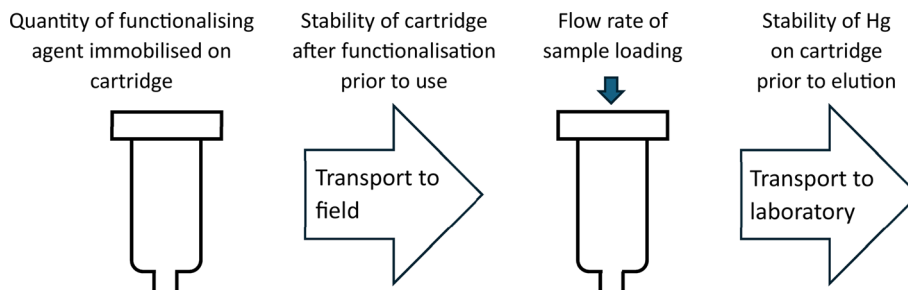 Quantity of functionalising
agent immobilised on
cartridge
Stability of cartridge
after functionalisation
prior to use
Flow rate of
sample loading
Stability of Hg
on cartridge
prior to elution
Transport to
field
Transport to
laboratory